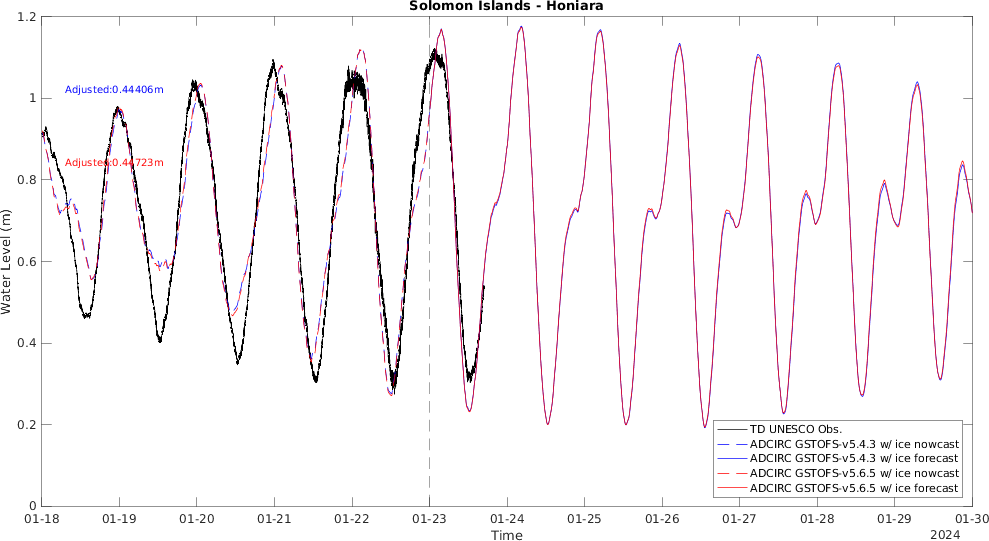 Solomon Islands - Honiara
1.2
1
0.8
0.6
0.4
0.2
0
Water Level (m)
Adjusted:0.44406m
Adjusted:0.44723m
TD UNESCO Obs.
ADCIRC GSTOFS-v5.4.3 w/ ice nowcast
ADCIRC GSTOFS-v5.4.3 w/ ice forecast
ADCIRC GSTOFS-v5.6.5 w/ ice nowcast
ADCIRC GSTOFS-v5.6.5 w/ ice forecast
01-18 01-19 01-20 01-21 01-22 01-23 01-24 01-25 01-26 01-27 01-28 01-29 01-30
Time
2024